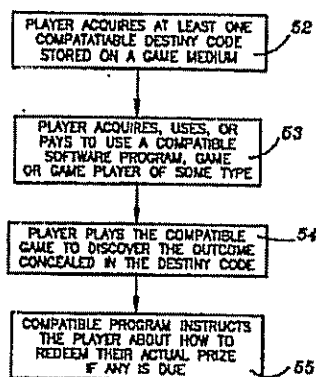 PLAYER ACQUIRES AT LEAST ONE
COMPATATIABLE DESTINY CODE
STORED ON A GAME MEDIUM
52
PLAYER ACQUIRES, USES, OR
PAYS TO USE A COMPATIBLE
SOFTWARE PROGRAM, GAME
OR GAME PLAYER OF SOME TYPE
53
PLAYER PLAYS THE COMPATIBLE
GAME TO DISCOVER THE OUTCOME
CONCEALED IN THE DESTINY CODE
54
COMPATIBLE PROGRAM INSTRUCTS
THE PLAYER ABOUT HOW TO
REDEEM THEIR ACTUAL PRIZE
IF ANY IS DUE
55